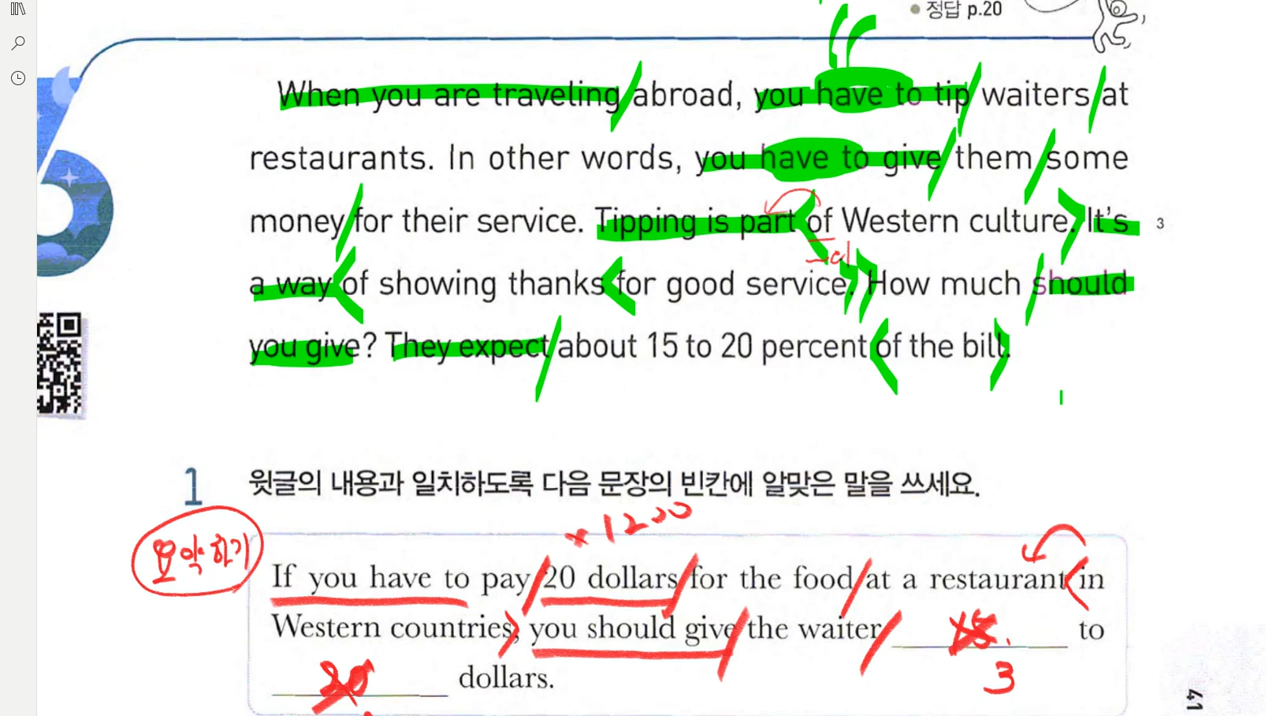 정답 p.20
When you are traveling abroad, you have to tip waiters at
restaurants. In other words, you have to give them some
money for their service. Tipping is part of Western culture. It's
3
a way of showing thanks for good service. How much should
you give? They expect about 15 to 20 percent of the bill.
1 윗글의 내용과 일치하도록 다음 문장의 빈칸에 알맞은 말을 쓰세요.
×1200
요약하기
If you have to pay 20 dollars for the food at a restaurant in
Western countries, you should give the waiter 15 to
3
20 dollars.
41